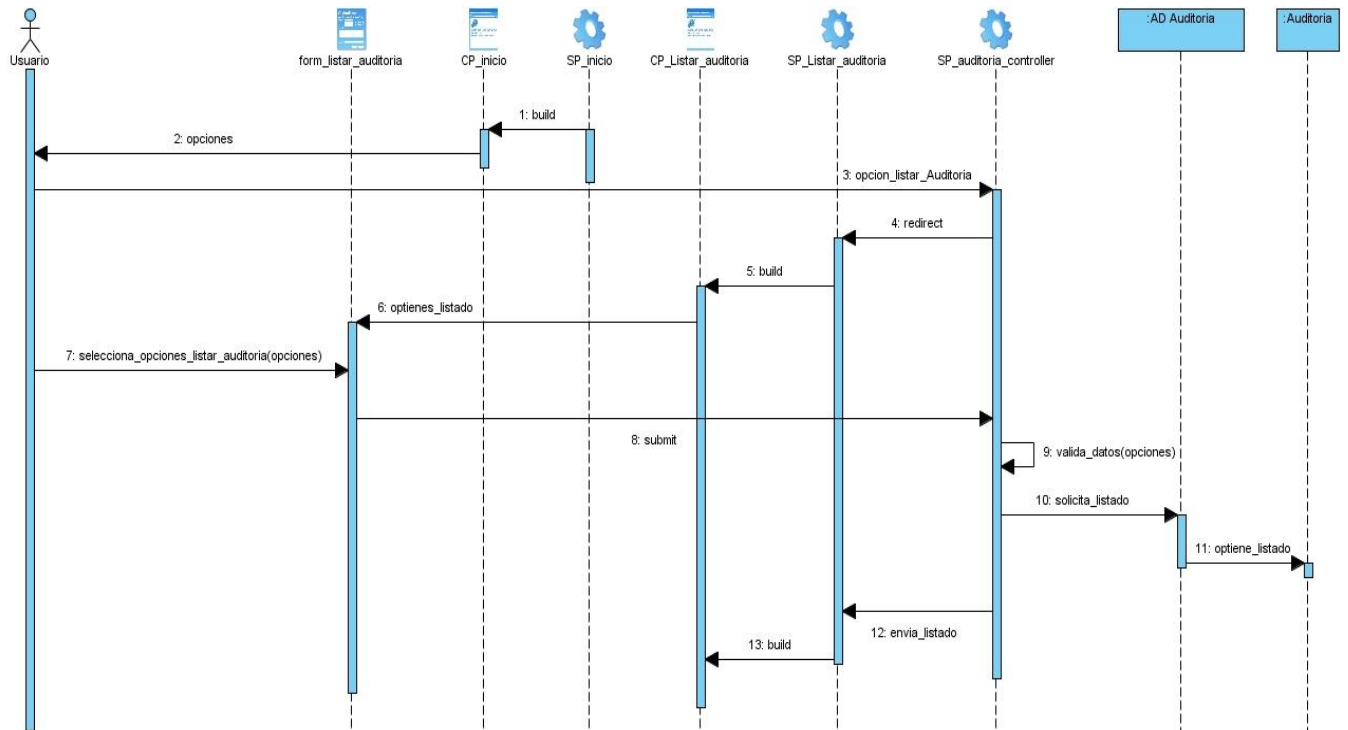 :AD Auditoria
:Auditoria
Usuario
form_listar_auditoria
CP_inicio
SP_inicio
CP_Listar_auditoria
SP_Listar_auditoria
SP_auditoria_controller
1: build
2: opciones
3: opcion_listar_Auditoria
4: redirect
5: build
6: optienes_listado
7: selecciona_opciones_listar_auditoria(opciones)
8: submit
9: valida_datos(opciones)
10: solicita_listado
11: optiene_listado
12: envia_listado
13: build